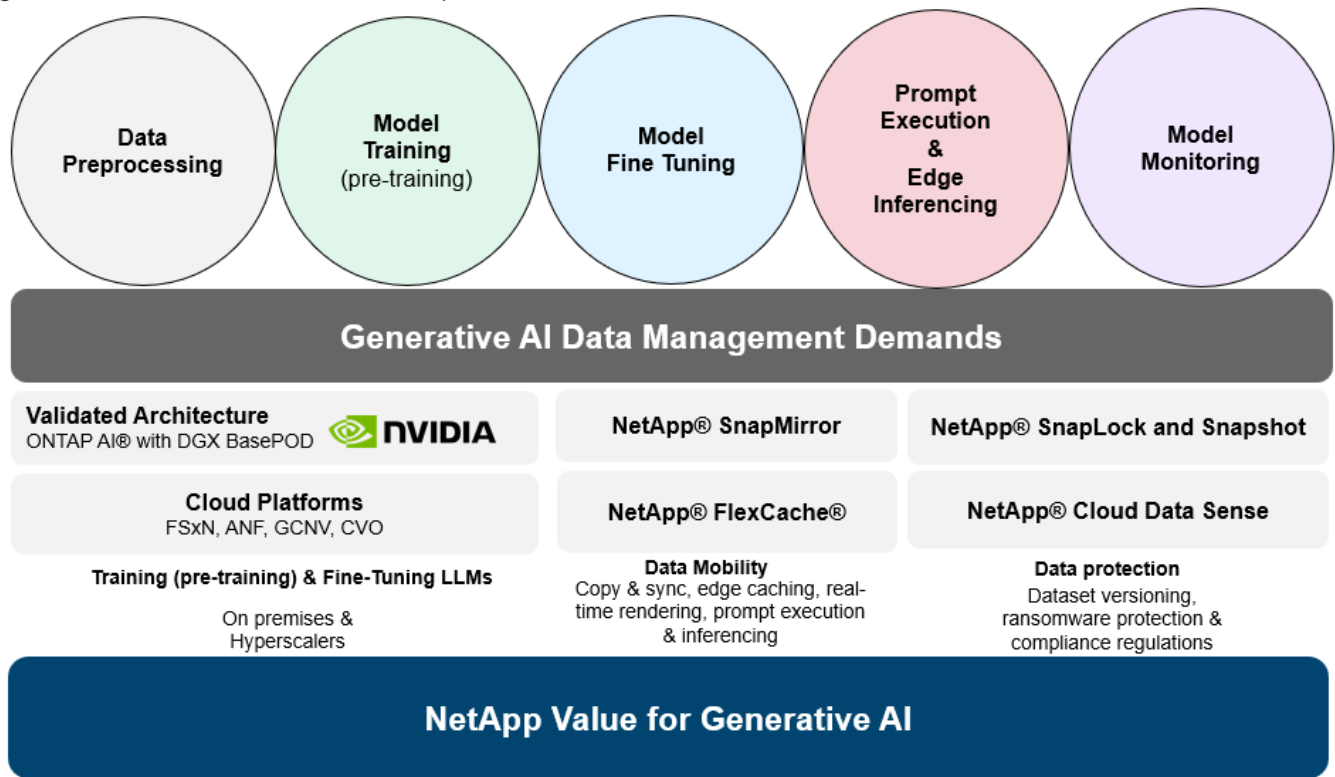 Data
Preprocessing
Model
Training
(pre-training)
Model
Fine Tuning
Prompt
Execution
&
Edge
Inferencing
Model
Monitoring
Generative AI Data Management Demands
Validated Architecture
ONTAP AI® with DGX BasePOD
NVIDIA
NetApp® SnapMirror
NetApp® SnapLock and Snapshot
Cloud Platforms
FSxN, ANF, GCNV, CVO
NetApp® FlexCache®
NetApp® Cloud Data Sense
Training (pre-training) & Fine-Tuning LLMs
On premises &
Hyperscalers
Data Mobility
Copy & sync, edge caching, real-
time rendering, prompt execution
& inferencing
Data protection
Dataset versioning,
ransomware protection &
compliance regulations
NetApp Value for Generative AI